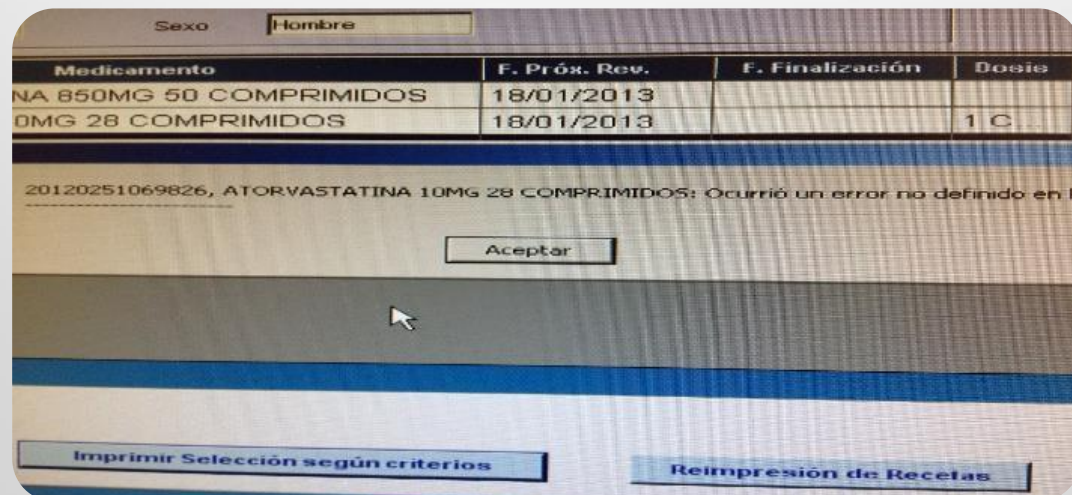 Sexo Hombre
Medicamento F. Próx. Rev. F. Finalización Dosis
NA 850MG 50 COMPRIMIDOS 18/01/2013
0MG 28 COMPRIMIDOS 18/01/2013 1 C...
20120251069826, ATORVASTATINA 10MG 28 COMPRIMIDOS: Ocurrió un error no definido en
Aceptar
Imprimir Selección según criterios Reimpresión de Recetas